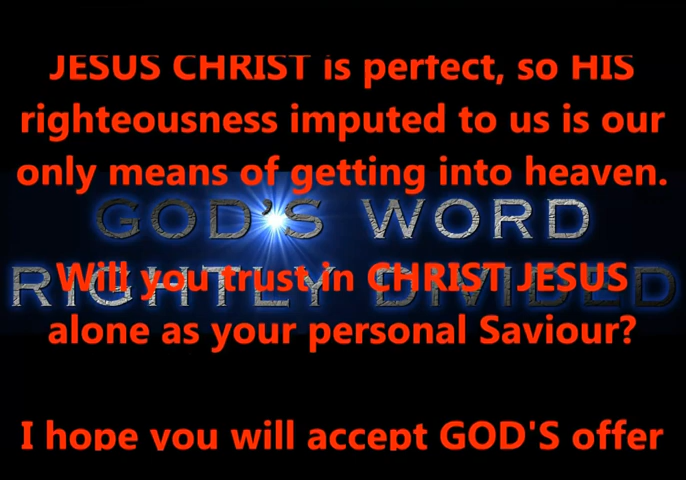 JESUS CHRIST is perfect, so HIS
righteousness imputed to us is our
only means of getting into heaven.
GOD'S WORD
RIGHTLY DIVIDED
Will you trust in CHRIST JESUS
alone as your personal Saviour?
I hope you will accept GOD'S offer